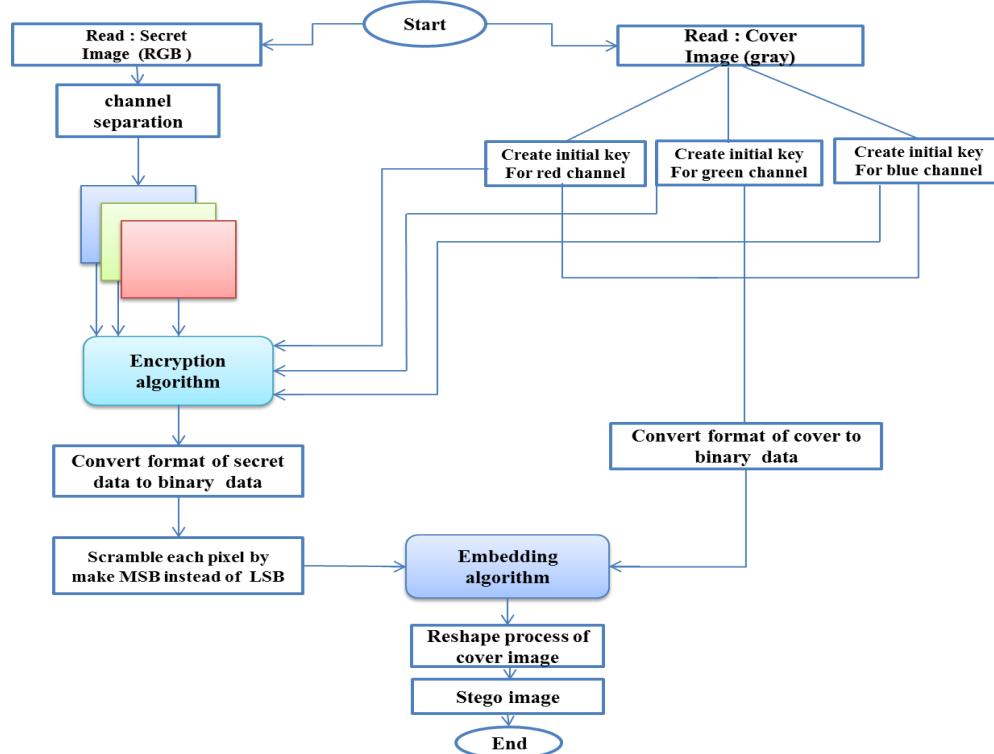 Start
Read : Secret
Image (RGB )
Read : Cover
Image (gray)
channel
separation
Create initial key
For red channel
Create initial key
For green channel
Create initial key
For blue channel
Encryption
algorithm
Convert format of secret
data to binary data
Convert format of cover to
binary data
Scramble each pixel by
make MSB instead of LSB
Embedding
algorithm
Reshape process of
cover image
Stego image
End